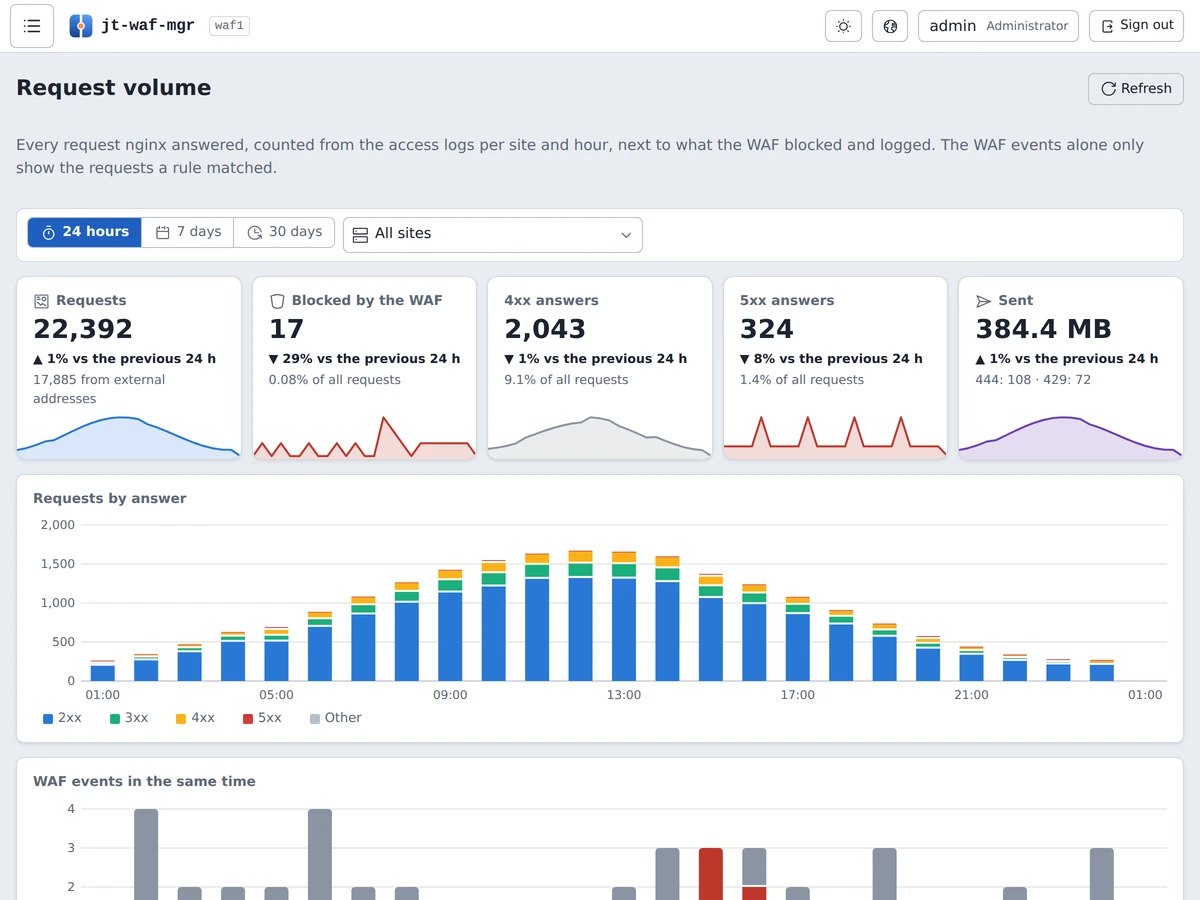 jt-waf-mgr waf1 admin Administrator Sign out
Request volume Refresh
Every request nginx answered, counted from the access logs per site and hour, next to what the WAF blocked and logged. The WAF events alone only
show the requests a rule matched.
24 hours 7 days 30 days All sites
Requests
22,392
▲ 1% vs the previous 24 h
17,885 from external
addresses
Blocked by the WAF
17
▼ 29% vs the previous 24 h
0.08% of all requests
4xx answers
2,043
▼ 1% vs the previous 24 h
9.1% of all requests
5xx answers
324
▼ 8% vs the previous 24 h
1.4% of all requests
Sent
384.4 MB
▲ 1% vs the previous 24 h
444: 108 · 429: 72
Requests by answer
2,000
1,500
1,000
500
0
01:00 05:00 09:00 13:00 17:00 21:00 01:00
2xx 3xx 4xx 5xx Other
WAF events in the same time
4
3
2